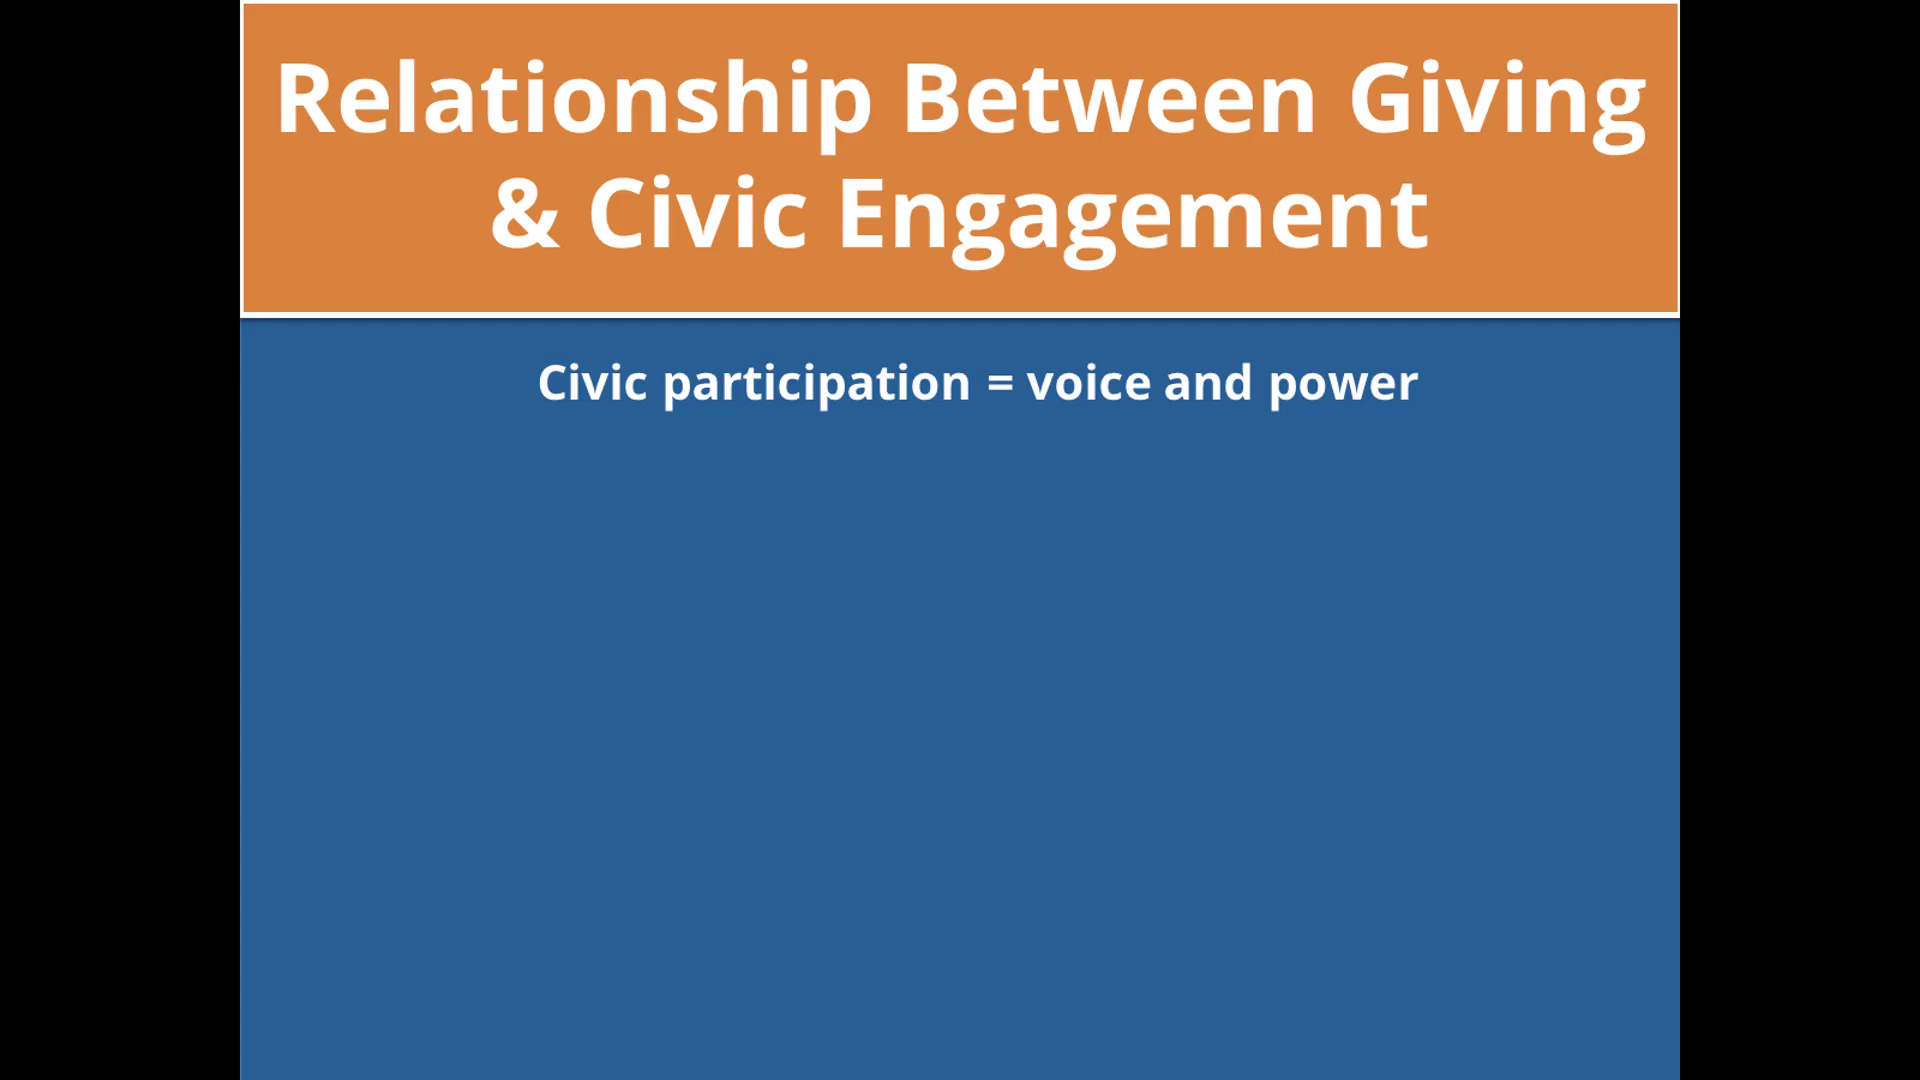 Relationship Between Giving
& Civic Engagement
Civic participation = voice and power